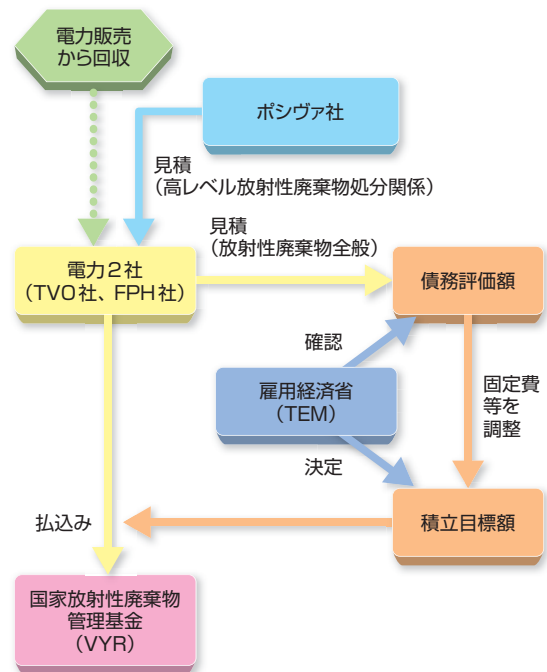 電力販売
から回収
ポシヴァ社
見積
（高レベル放射性廃棄物処分関係）
見積
（放射性廃棄物全般）
電力２社
（TVO社、FPH社）
債務評価額
確認
雇用経済省
（TEM）
固定費
等を
調整
決定
払込み
積立目標額
国家放射性廃棄物
管理基金
（VYR）